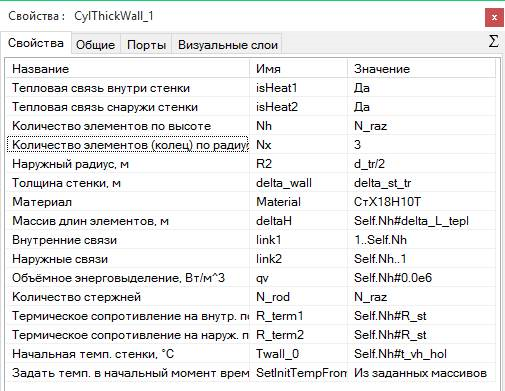 Свойства : CylThickWall_1
x
Свойства Общие Порты Визуальные слои Σ
Название Имя Значение
Тепловая связь внутри стенки isHeat1 Да
Тепловая связь снаружи стенки isHeat2 Да
Количество элементов по высоте Nh N_raz
Количество элементов (колец) по радиу Nx 3
Наружный радиус, м R2 d_tr/2
Толщина стенки, м delta_wall delta_st_tr
Материал Material СтХ18Н10Т
Массив длин элементов, м deltaH Self.Nh#delta_L_tepl
Внутренние связи link1 1..Self.Nh
Наружные связи link2 Self.Nh..1
Объёмное энерговыделение, Вт/м^3 qv Self.Nh#0.0e6
Количество стержней N_rod N_raz
Термическое сопротивление на внутр. по R_term1 Self.Nh#R_st
Термическое сопротивление на наруж. п R_term2 Self.Nh#R_st
Начальная темп. стенки, °C Twall_0 Self.Nh#t_vh_hol
Задать темп. в начальный момент врем SetInitTempFrom Из заданных массивов